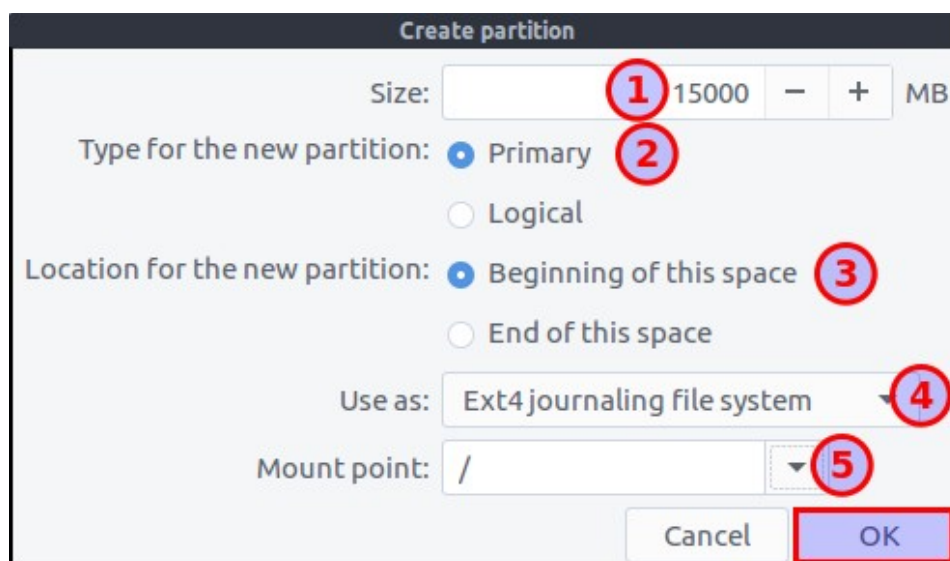 Create partition
Size: 1 15000 − + MB
Type for the new partition: Primary 2
Logical
Location for the new partition: Beginning of this space 3
End of this space
Use as: Ext4 journaling file system 4
Mount point: / 5
Cancel OK